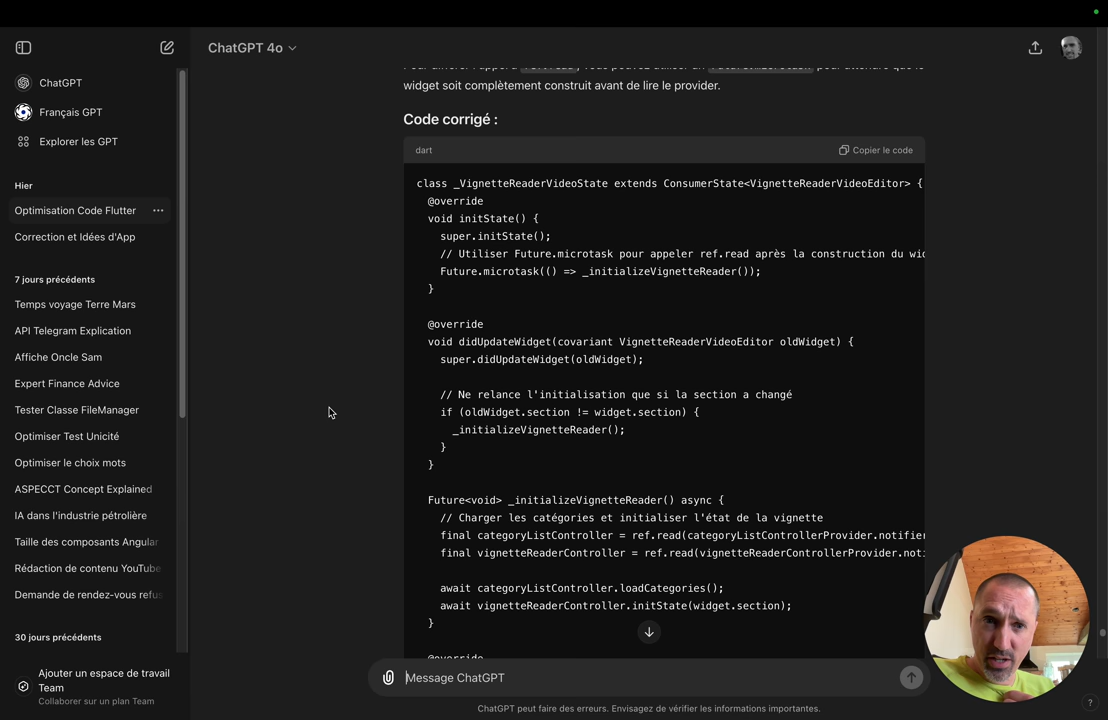 ChatGPT 4o
ChatGPT
Français GPT
Explorer les GPT
Hier
Optimisation Code Flutter
Correction et Idées d'App
7 jours précédents
Temps voyage Terre Mars
API Telegram Explication
Affiche Oncle Sam
Expert Finance Advice
Tester Classe FileManager
Optimiser Test Unicité
Optimiser le choix mots
ASPECCT Concept Explained
IA dans l'industrie pétrolière
Taille des composants Angular
Rédaction de contenu YouTube
Demande de rendez-vous refus
30 jours précédents
Ajouter un espace de travail
Team
Collaborer sur un plan Team
widget soit complètement construit avant de lire le provider.
Code corrigé :
dart
Copier le code
class _VignetteReaderVideoState extends ConsumerState<VignetteReaderVideoEditor> {
@override
void initState() {
super.initState();
// Utiliser Future.microtask pour appeler ref.read après la construction du wid
Future.microtask(() => _initializeVignetteReader());
}
@override
void didUpdateWidget(covariant VignetteReaderVideoEditor oldWidget) {
super.didUpdateWidget(oldWidget);
// Ne relance l'initialisation que si la section a changé
if (oldWidget.section != widget.section) {
_initializeVignetteReader();
}
}
Future<void> _initializeVignetteReader() async {
// Charger les catégories et initialiser l'état de la vignette
final categoryListController = ref.read(categoryListControllerProvider.notifier
final vignetteReaderController = ref.read(vignetteReaderControllerProvider.noti
await categoryListController.loadCategories();
await vignetteReaderController.initState(widget.section);
}
@override
Message ChatGPT
ChatGPT peut faire des erreurs. Envisagez de vérifier les informations importantes.
?